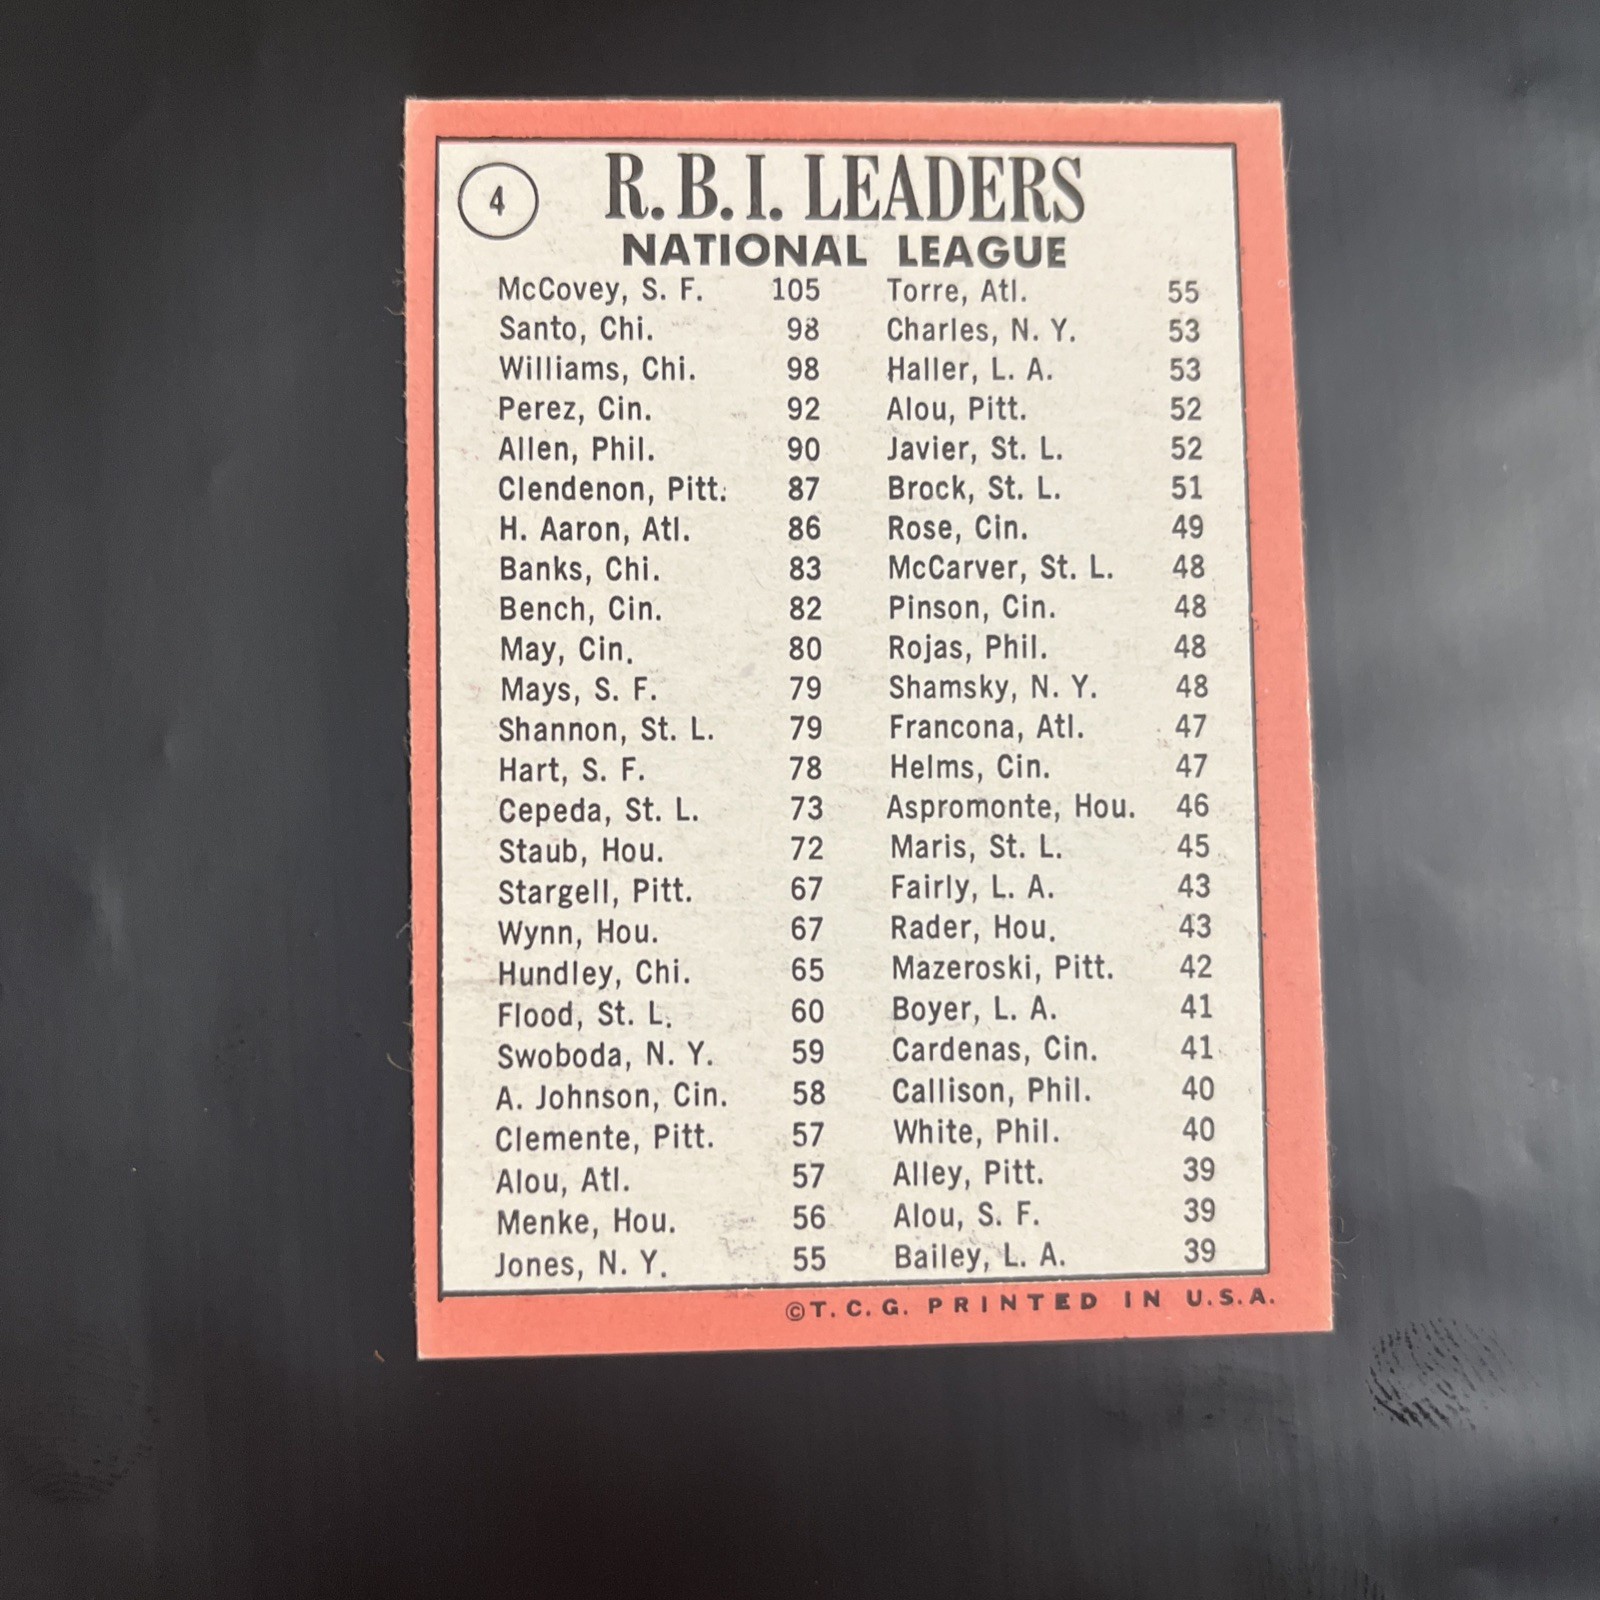 4
R.B.I. LEADERS
NATIONAL LEAGUE
McCovey, S. F. 105
Santo, Chi. 98
Williams, Chi. 98
Perez, Cin. 92
Allen, Phil. 90
Clendenon, Pitt. 87
H. Aaron, Atl. 86
Banks, Chi. 83
Bench, Cin. 82
May, Cin. 80
Mays, S. F. 79
Shannon, St. L. 79
Hart, S. F. 78
Cepeda, St. L. 73
Staub, Hou. 72
Stargell, Pitt. 67
Wynn, Hou. 67
Hundley, Chi. 65
Flood, St. L. 60
Swoboda, N. Y. 59
A. Johnson, Cin. 58
Clemente, Pitt. 57
Alou, Atl. 57
Menke, Hou. 56
Jones, N. Y. 55
Torre, Atl. 55
Charles, N. Y. 53
Haller, L. A. 53
Alou, Pitt. 52
Javier, St. L. 52
Brock, St. L. 51
Rose, Cin. 49
McCarver, St. L. 48
Pinson, Cin. 48
Rojas, Phil. 48
Shamsky, N. Y. 48
Francona, Atl. 47
Helms, Cin. 47
Aspromonte, Hou. 46
Maris, St. L. 45
Fairly, L. A. 43
Rader, Hou. 43
Mazeroski, Pitt. 42
Boyer, L. A. 41
Cardenas, Cin. 41
Callison, Phil. 40
White, Phil. 40
Alley, Pitt. 39
Alou, S. F. 39
Bailey, L. A. 39
©T. C. G. PRINTED IN U.S.A.